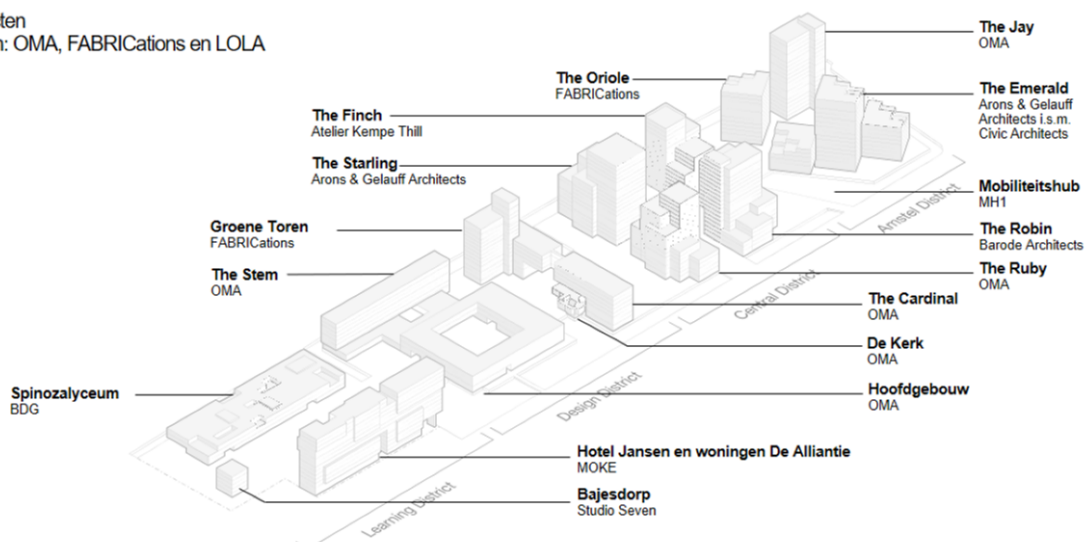 ten
: OMA, FABRICations en LOLA
The Jay
OMA
The Oriole
FABRICations
The Emerald
Arons & Gelauff
Architects i.s.m.
Civic Architects
The Finch
Atelier Kempe Thill
The Starling
Arons & Gelauff Architects
Mobiliteitshub
MH1
Amstel District
Groene Toren
FABRICations
The Robin
Barode Architects
The Stem
OMA
The Ruby
OMA
Central District
The Cardinal
OMA
De Kerk
OMA
Spinozalyceum
BDG
Hoofdgebouw
OMA
Design District
Hotel Jansen en woningen De Alliantie
MOKE
Bajesdorp
Studio Seven
Learning District